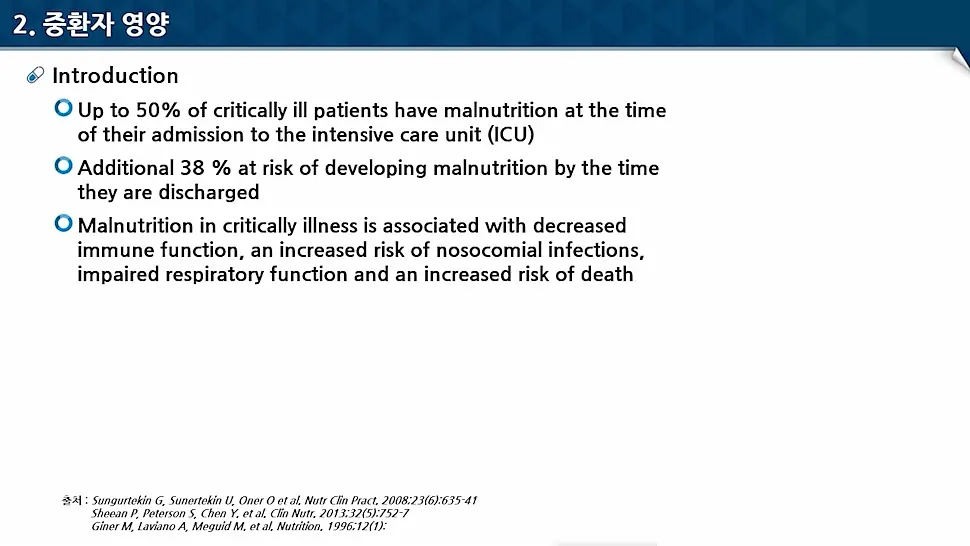 2. 중환자 영양
Introduction
Up to 50% of critically ill patients have malnutrition at the time
of their admission to the intensive care unit (ICU)
Additional 38 % at risk of developing malnutrition by the time
they are discharged
Malnutrition in critically illness is associated with decreased
immune function, an increased risk of nosocomial infections,
impaired respiratory function and an increased risk of death
출처 : Sungurtekin G, Sunertekin U, Oner O et al. Nutr Clin Pract. 2008;23(6):635-41
Sheean P, Peterson S, Chen Y. et al, Clin Nutr. 2013;32(5):752-7
Giner M, Laviano A, Meguid M. et al, Nutrition, 1996;12(1):